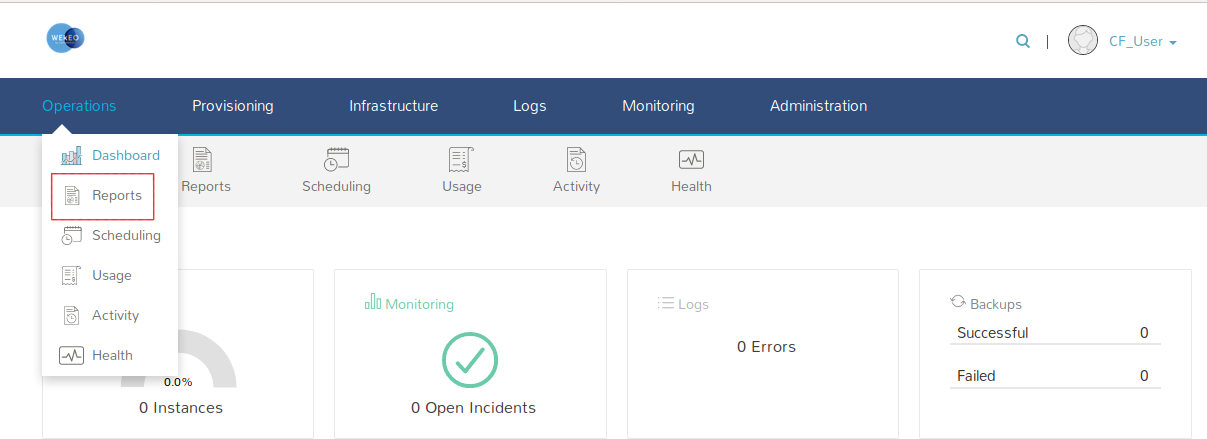 WEkEO
CF_User
Operations Provisioning Infrastructure Logs Monitoring Administration
Dashboard
Reports
Scheduling
Usage
Activity
Health
Reports Scheduling Usage Activity Health
0.0%
0 Instances
Monitoring
0 Open Incidents
Logs
0 Errors
Backups
Successful 0
Failed 0